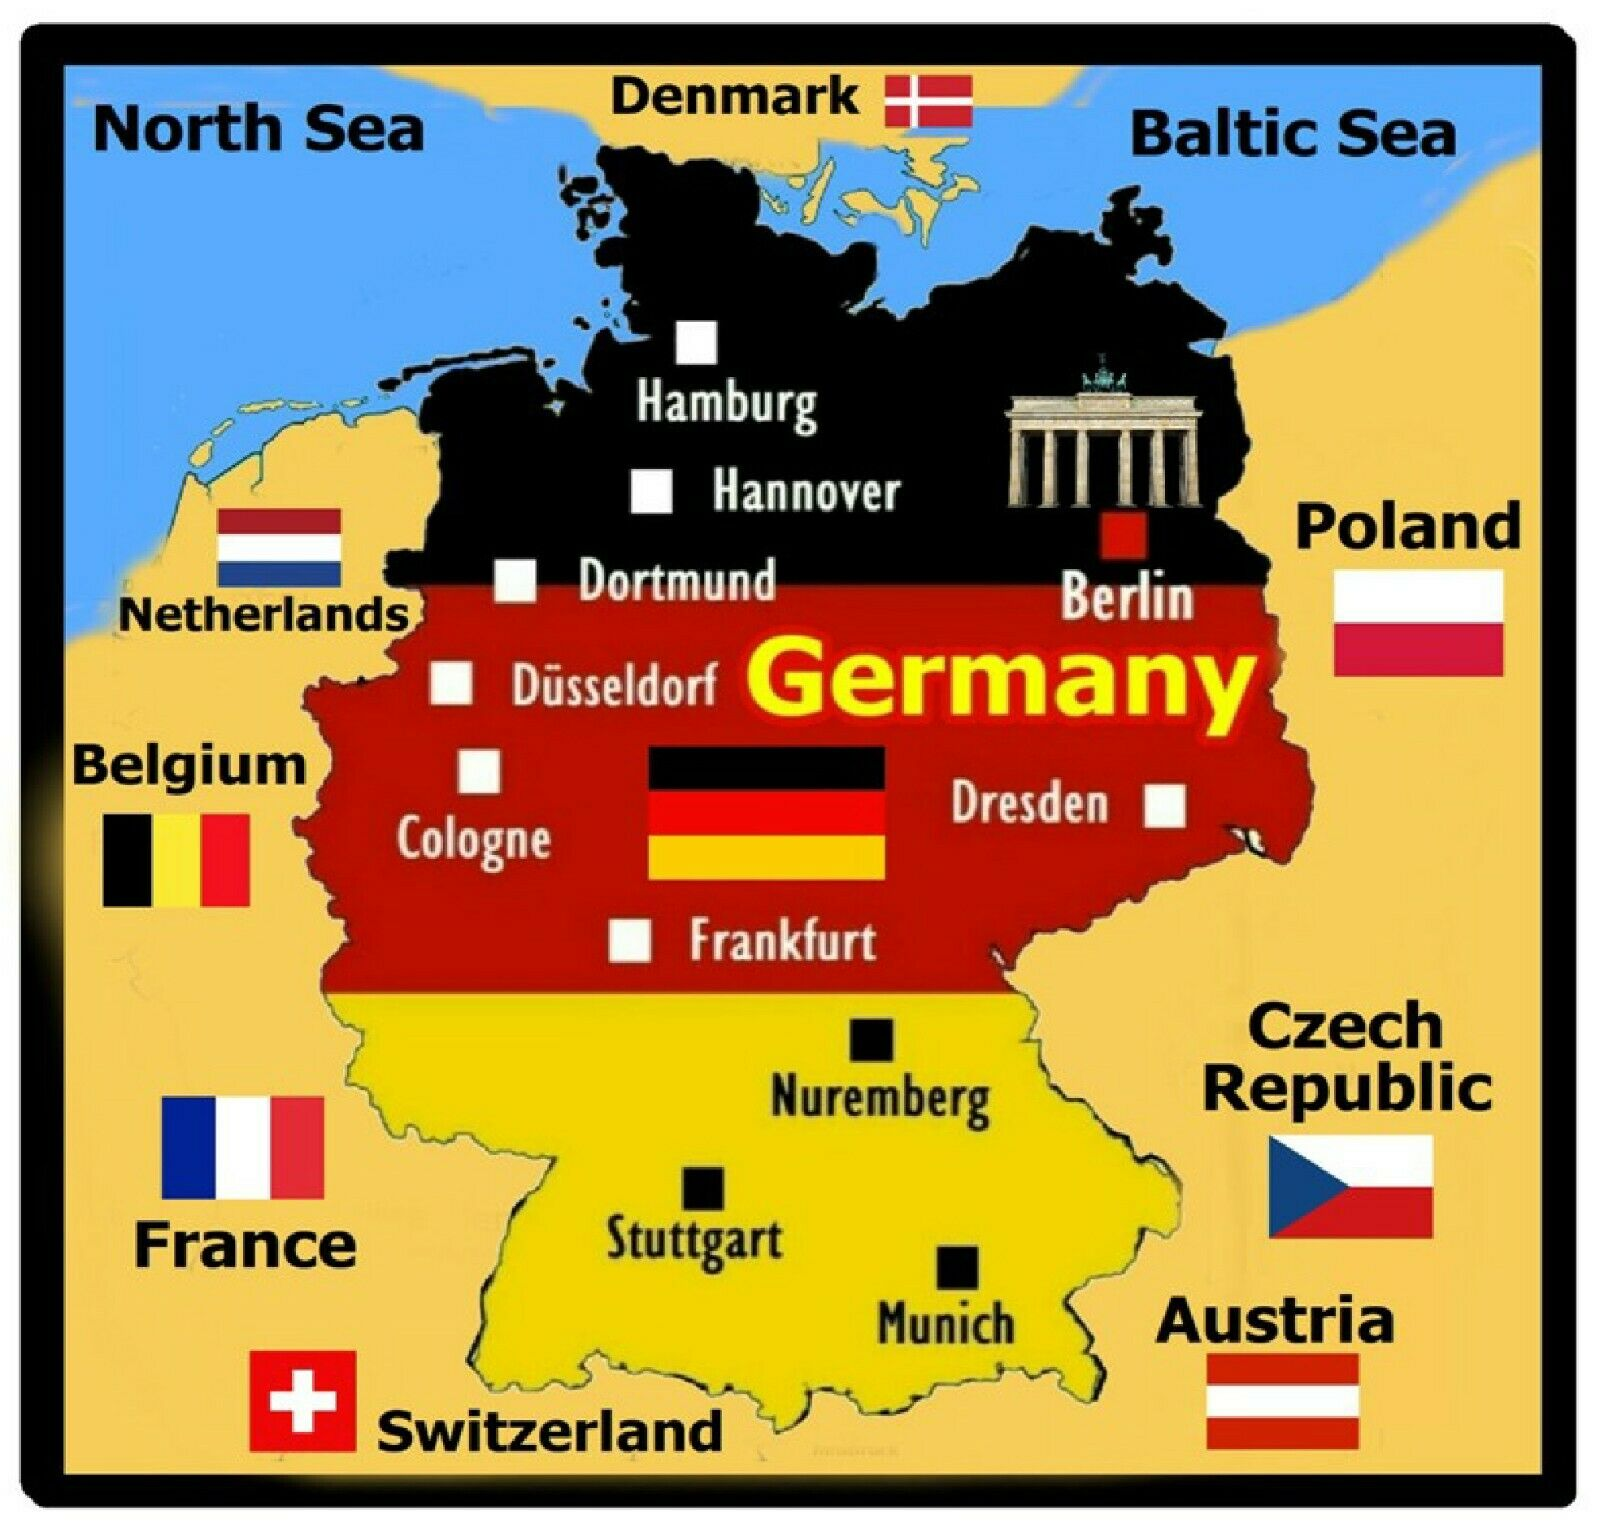 Denmark
North Sea
Baltic Sea
Hamburg
Hannover
Poland
Dortmund
Berlin
Netherlands
Düsseldorf
Germany
Belgium
Dresden
Cologne
Frankfurt
Czech
Republic
Nuremberg
France
Stuttgart
Munich
Austria
Switzerland